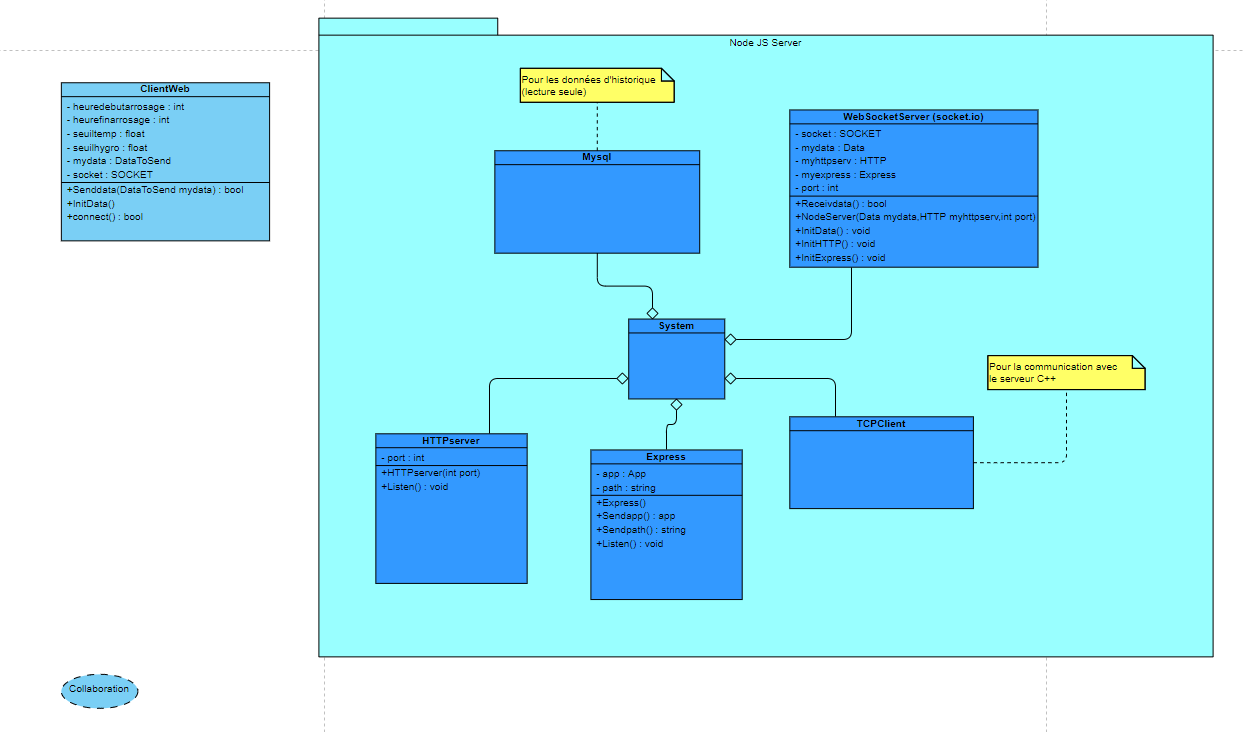 Node JS Server
ClientWeb
- heuredebutarrosage : int
- heurefinarrosage : int
- seuiltemp : float
- seuilhygro : float
- mydata : DataToSend
- socket : SOCKET
+Senddata(DataToSend mydata) : bool
+InitData()
+connect() : bool
Pour les données d'historique
(lecture seule)
Mysql
WebSocketServer (socket.io)
- socket : SOCKET
- mydata : Data
- myhttpserv : HTTP
- myexpress : Express
- port : int
+Receivdata() : bool
+NodeServer(Data mydata,HTTP myhttpserv,int port)
+InitData() : void
+InitHTTP() : void
+InitExpress() : void
System
Pour la communication avec
le serveur C++
HTTPserver
- port : int
+HTTPserver(int port)
+Listen() : void
Express
- app : App
- path : string
+Express()
+Sendapp() : app
+Sendpath() : string
+Listen() : void
TCPClient
Collaboration